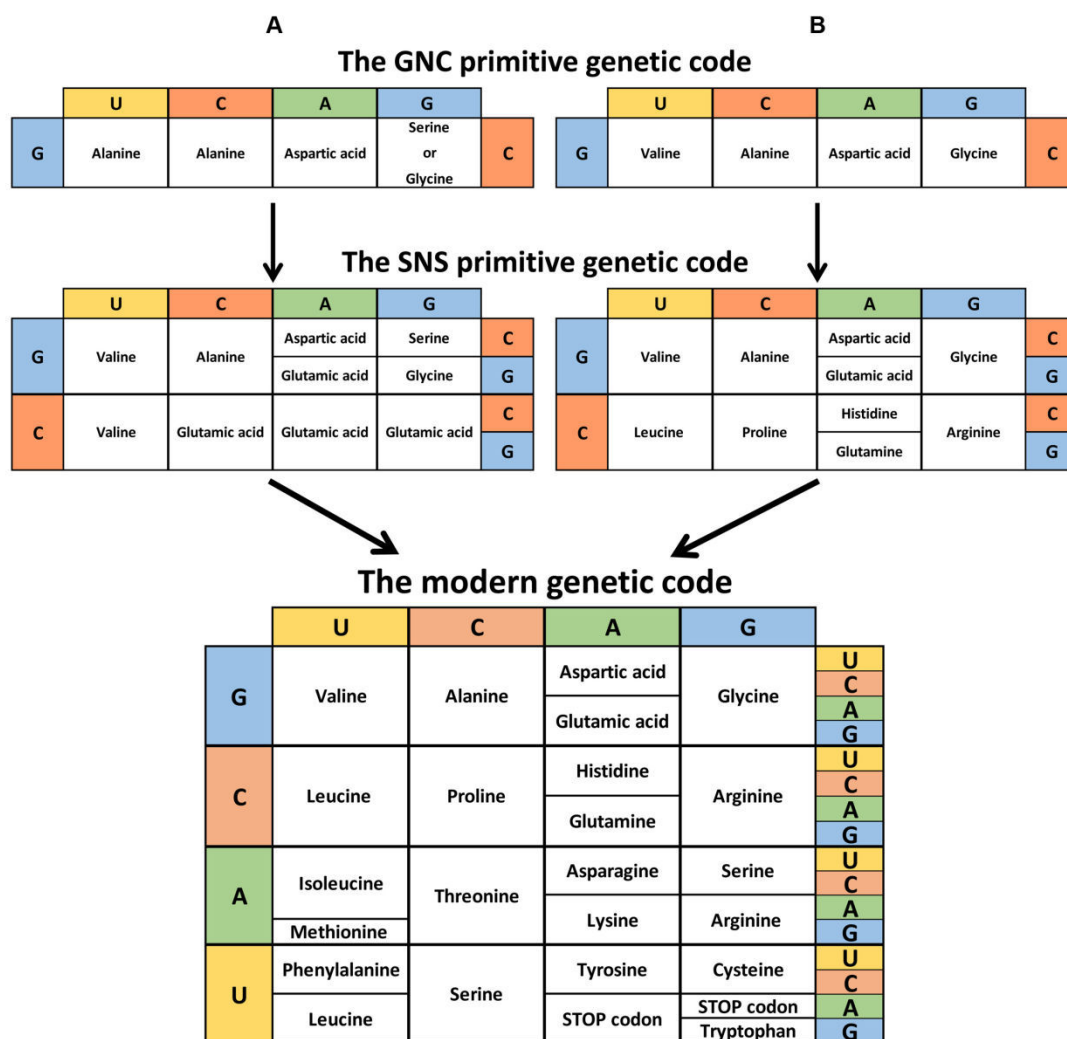 A B
The GNC primitive genetic code
U C A G U C A G
G Alanine Alanine Aspartic acid Serine or Glycine C G Valine Alanine Aspartic acid Glycine C
The SNS primitive genetic code
U C A G U C A G
G Valine Alanine Aspartic acid Serine C G Valine Alanine Aspartic acid Glycine C
Glutamic acid Glycine G Glutamic acid G
C Valine Glutamic acid Glutamic acid Glutamic acid C C Leucine Proline Histidine Arginine C
G Glutamine G
The modern genetic code
U C A G
G Valine Alanine Aspartic acid Glycine U
C
Glutamic acid A
G
C Leucine Proline Histidine Arginine U
C
Glutamine A
G
A Isoleucine Threonine Asparagine Serine U
C
Lysine Arginine A
Methionine G
U Phenylalanine Serine Tyrosine Cysteine U
C
Leucine STOP codon STOP codon A
Tryptophan G